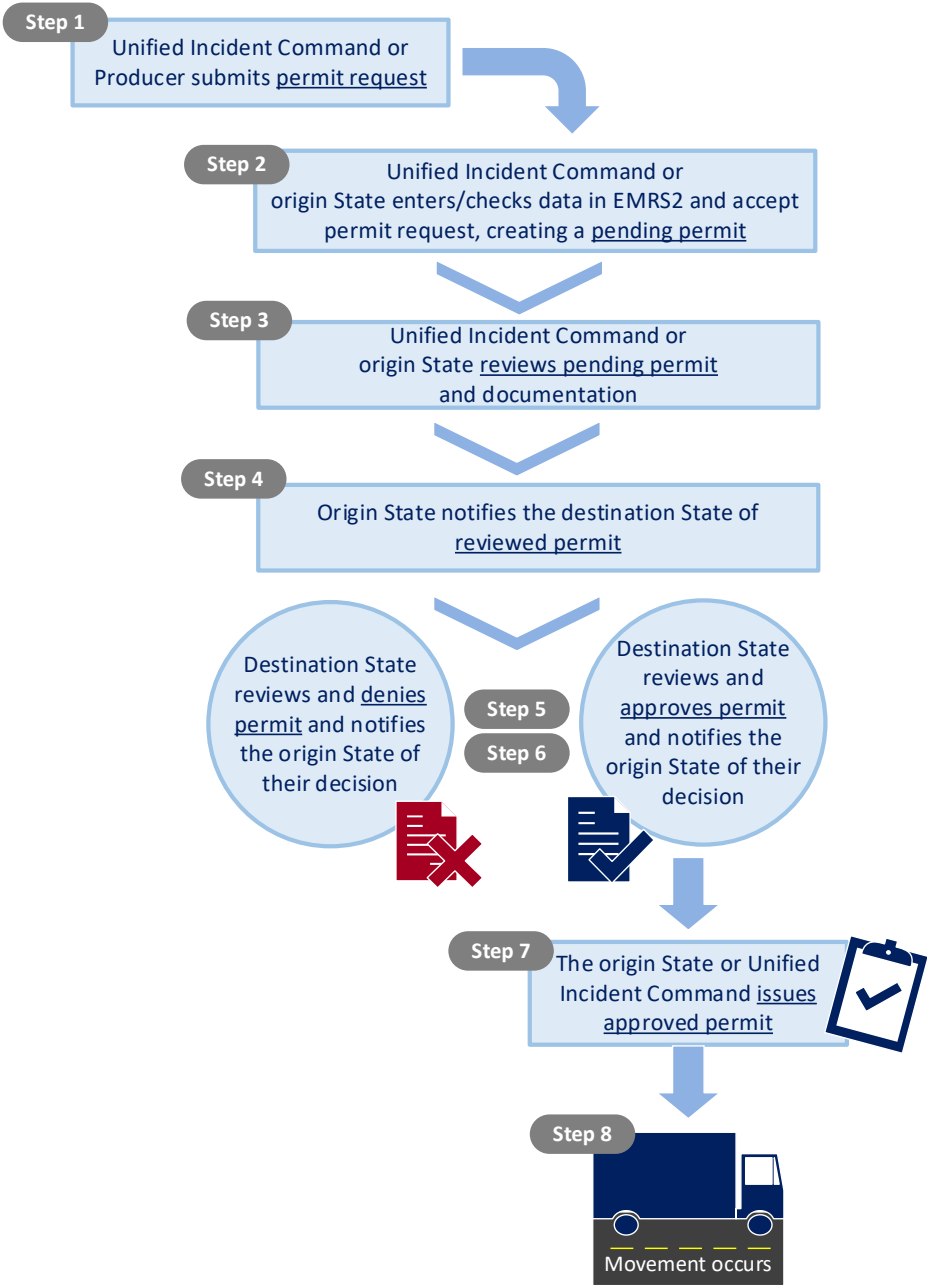 Step 1
Unified Incident Command or
Producer submits permit request
Step 2
Unified Incident Command or
origin State enters/checks data in EMRS2 and accept
permit request, creating a pending permit
Step 3
Unified Incident Command or
origin State reviews pending permit
and documentation
Step 4
Origin State notifies the destination State of
reviewed permit
Destination State
reviews and denies
permit and notifies
the origin State of
their decision
Step 5
Step 6
Destination State
reviews and
approves permit
and notifies the
origin State of their
decision
Step 7
The origin State or Unified
Incident Command issues
approved permit
Step 8
Movement occurs